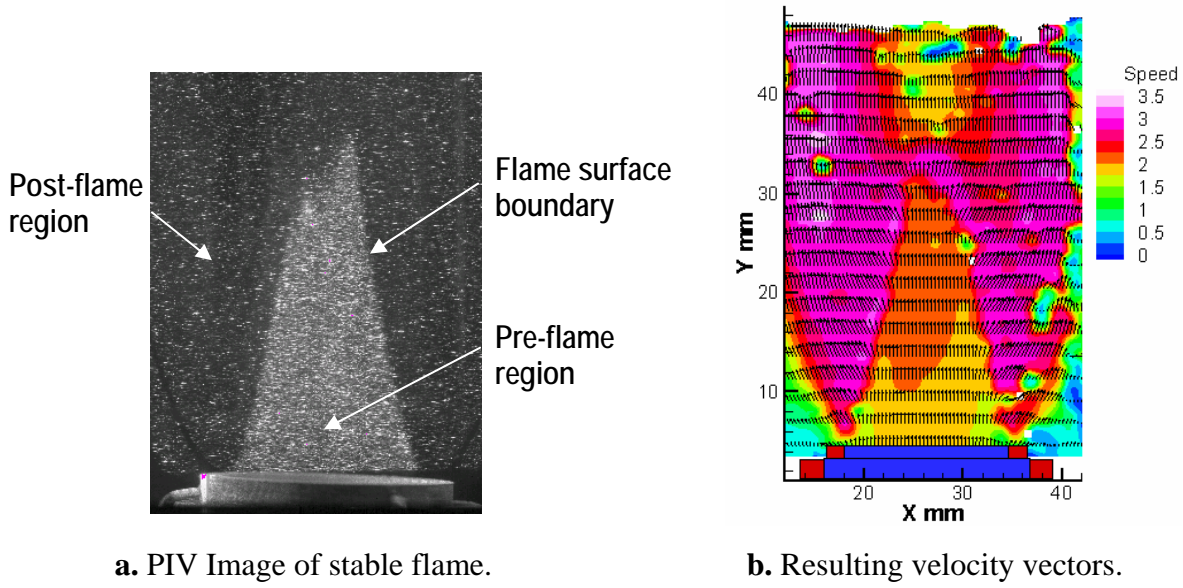 Post-flame
region
Flame surface
boundary
Pre-flame
region
a. PIV Image of stable flame.
Speed
3.5
3
2.5
2
1.5
1
0.5
0
Y mm
40
30
20
10
20
30
40
X mm
b. Resulting velocity vectors.